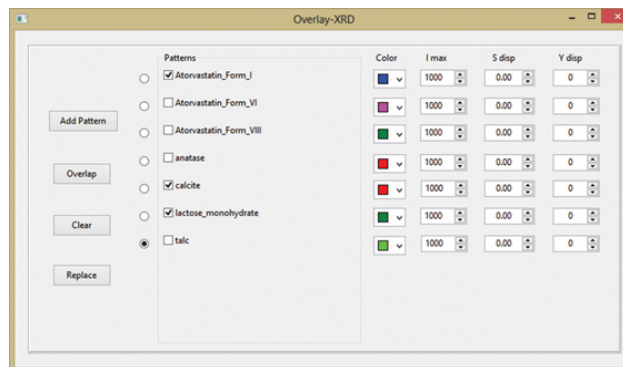 Overlay-XRD
Patterns Color I max S disp Y disp
Atorvastatin_Form_I 1000 0.00 0
Atorvastatin_Form_VI 1000 0.00 0
Add Pattern
Atorvastatin_Form_VIII 1000 0.00 0
anatase 1000 0.00 0
Overlap
calcite 1000 0.00 0
lactose_monohydrate 1000 0.00 0
Clear
talc 1000 0.00 0
Replace